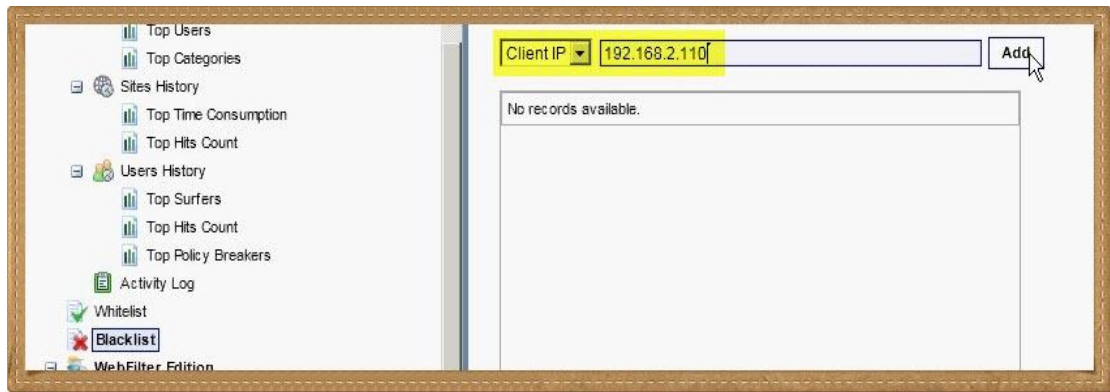 Top Users
Top Categories
Sites History
Top Time Consumption
Top Hits Count
Users History
Top Surfers
Top Hits Count
Top Policy Breakers
Activity Log
Whitelist
Blacklist
WebFilter Edition
Client IP 192.168.2.110 Add
No records available.